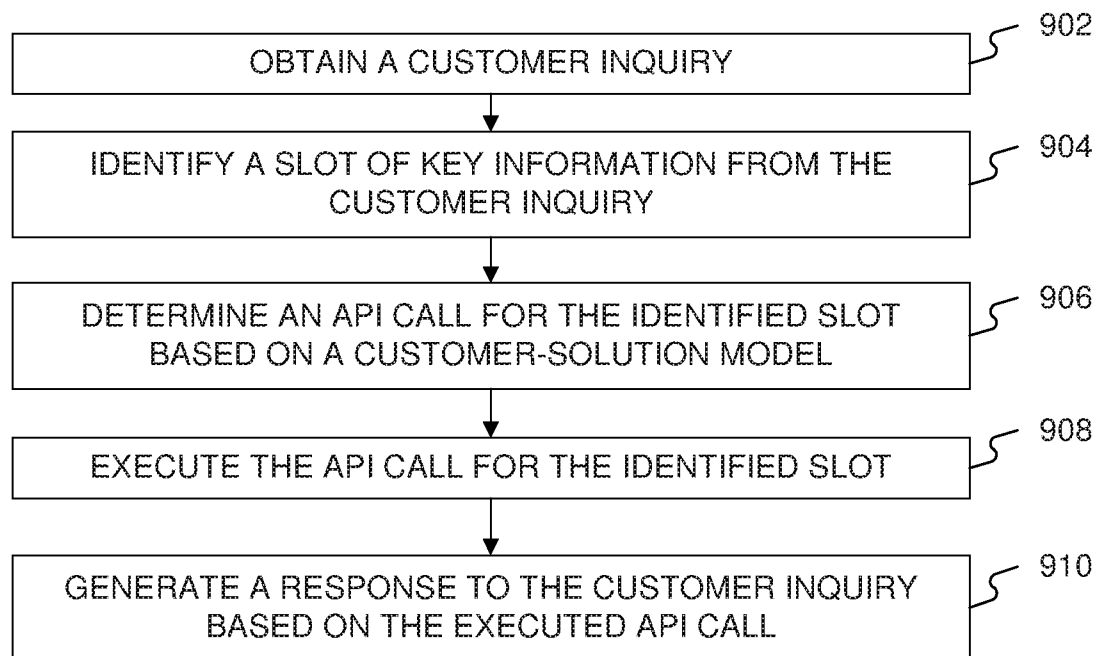 902
OBTAIN A CUSTOMER INQUIRY
904
IDENTIFY A SLOT OF KEY INFORMATION FROM THE
CUSTOMER INQUIRY
906
DETERMINE AN API CALL FOR THE IDENTIFIED SLOT
BASED ON A CUSTOMER-SOLUTION MODEL
908
EXECUTE THE API CALL FOR THE IDENTIFIED SLOT
910
GENERATE A RESPONSE TO THE CUSTOMER INQUIRY
BASED ON THE EXECUTED API CALL